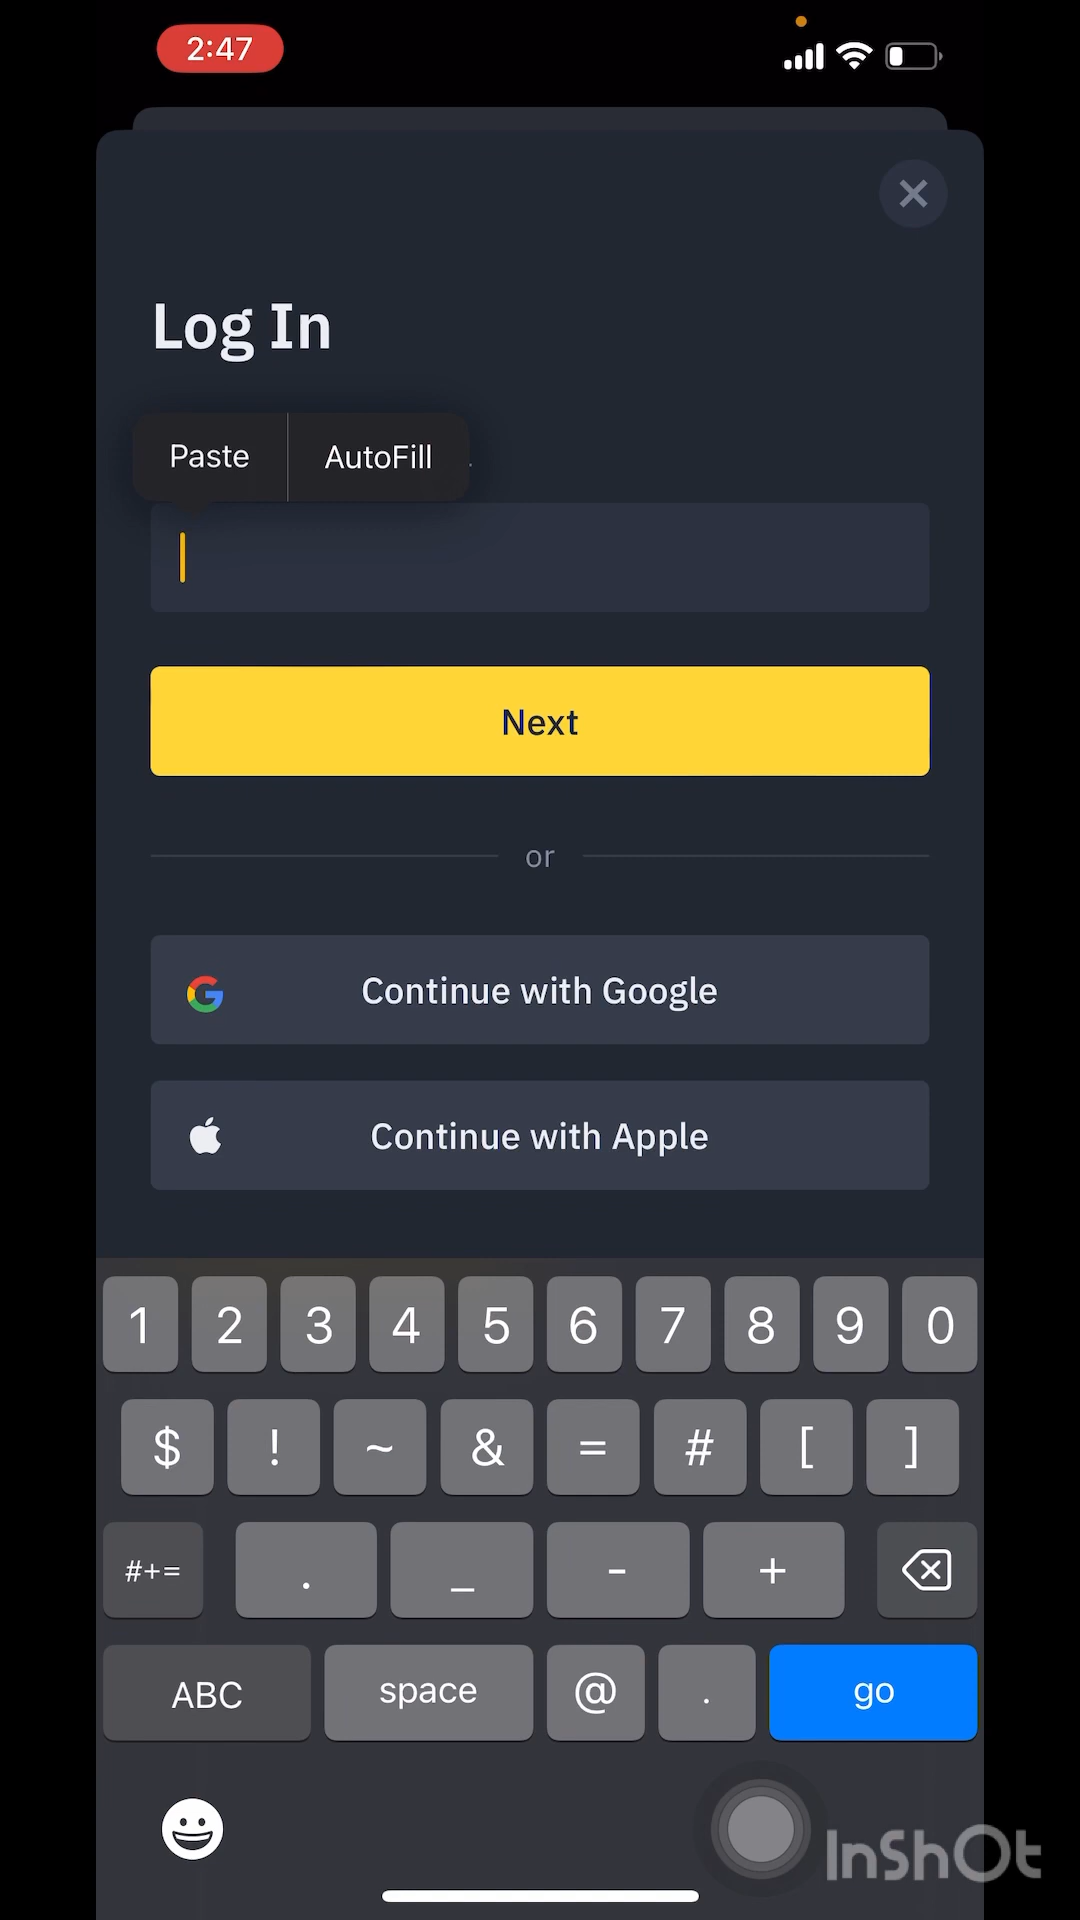 2:47
Log In
Paste
AutoFill
Next
or
Continue with Google
Continue with Apple
1 2 3 4 5 6 7 8 9 0
$ ! ~ & = # [ ]
#+= . _ - +
ABC space @ . go
InShOt